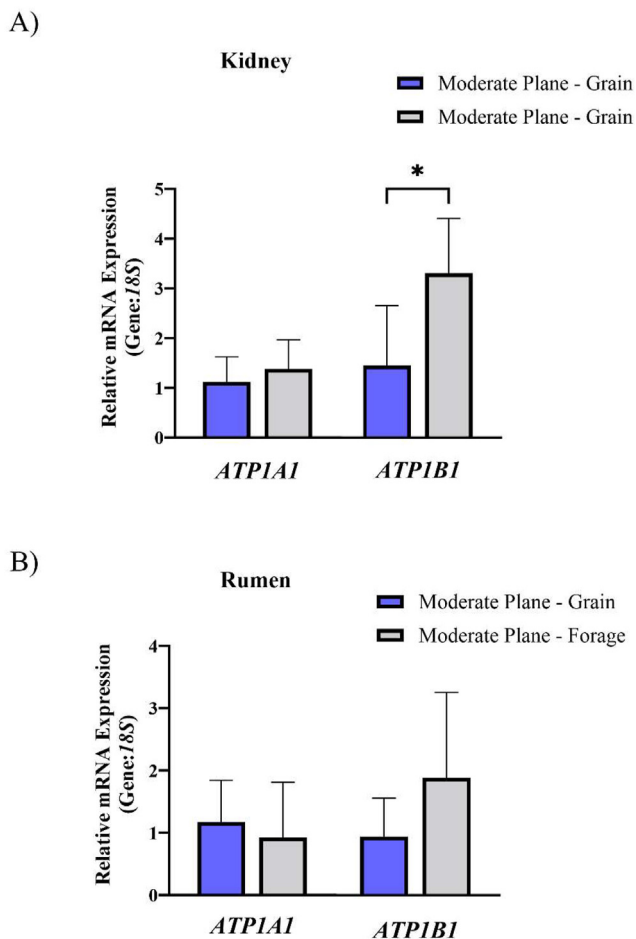 A)
Kidney
Moderate Plane - Grain
Moderate Plane - Grain
*
Relative mRNA Expression
(Gene:18S)
5
4
3
2
1
0
ATP1A1 ATP1B1
B)
Rumen
Moderate Plane - Grain
Moderate Plane - Forage
Relative mRNA Expression
(Gene:18S)
4
3
2
1
0
ATP1A1 ATP1B1